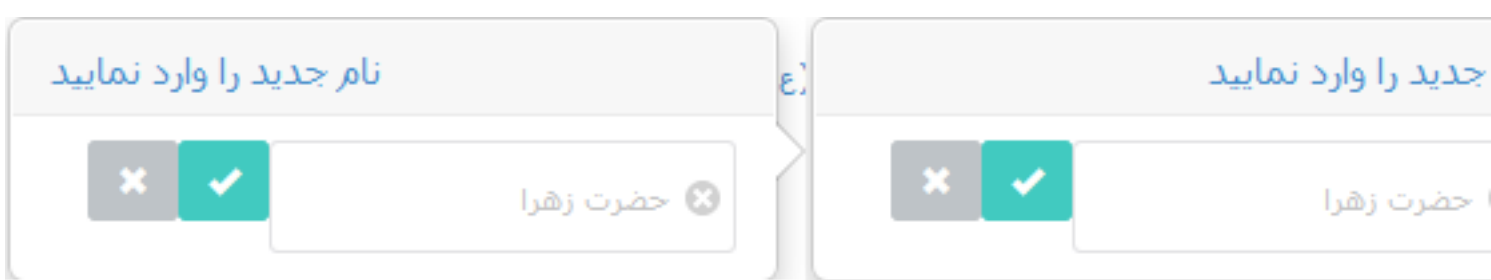 نام جدید را وارد نمایید
حضرت زهرا
(ع
جدید را وارد نمایید
حضرت زهرا